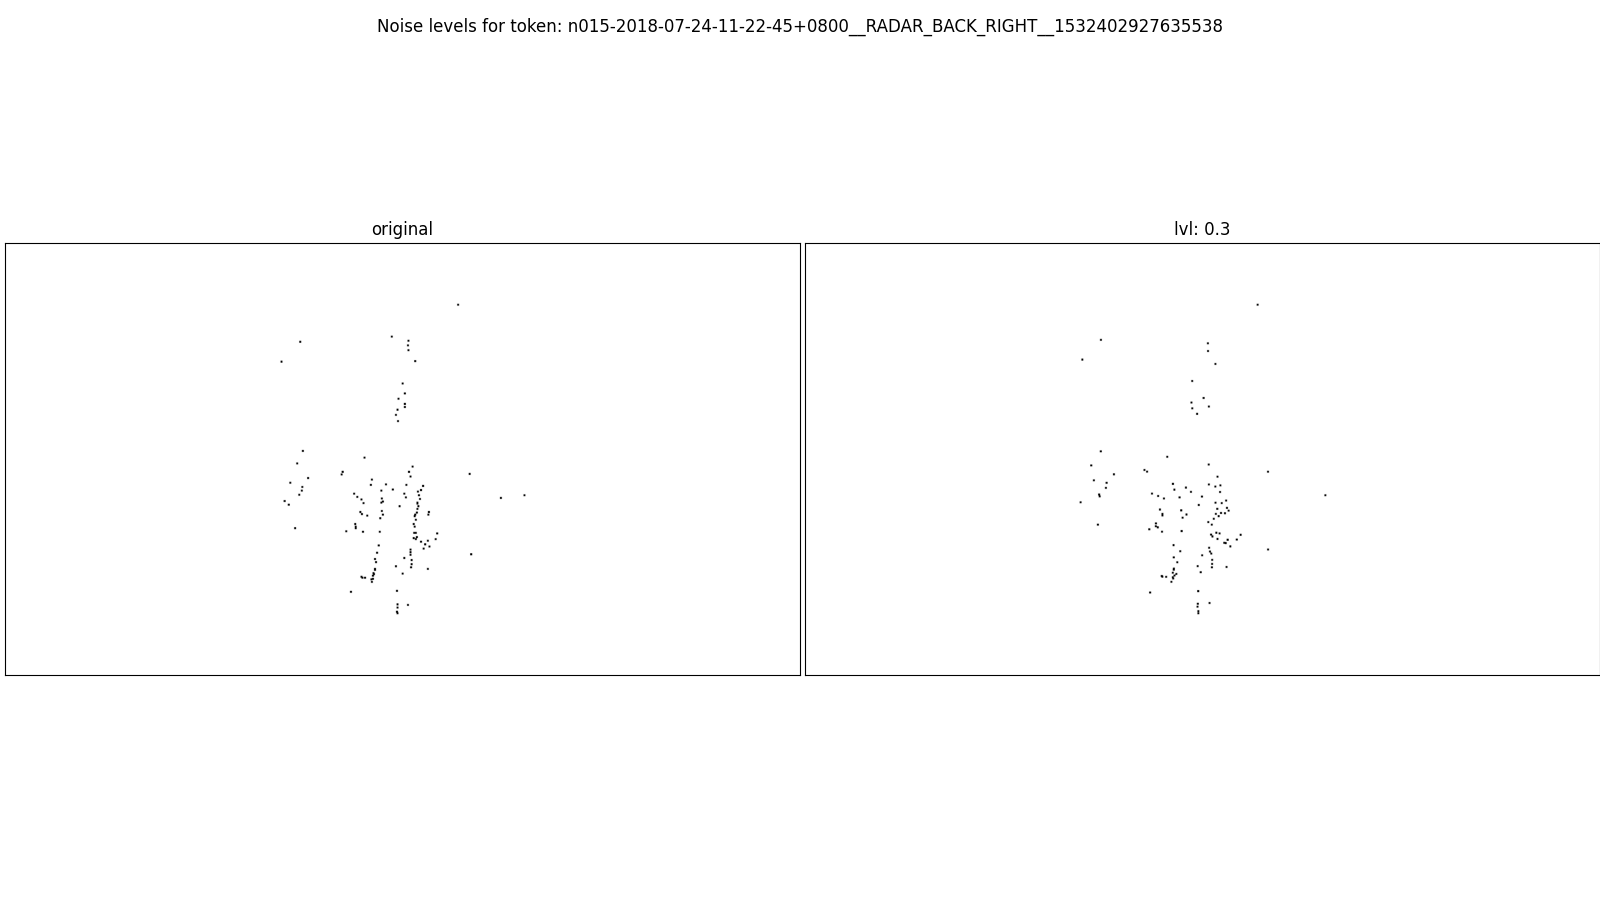 Noise levels for token: n015-2018-07-24-11-22-45+0800__RADAR_BACK_RIGHT__1532402927635538
original
lvl: 0.3